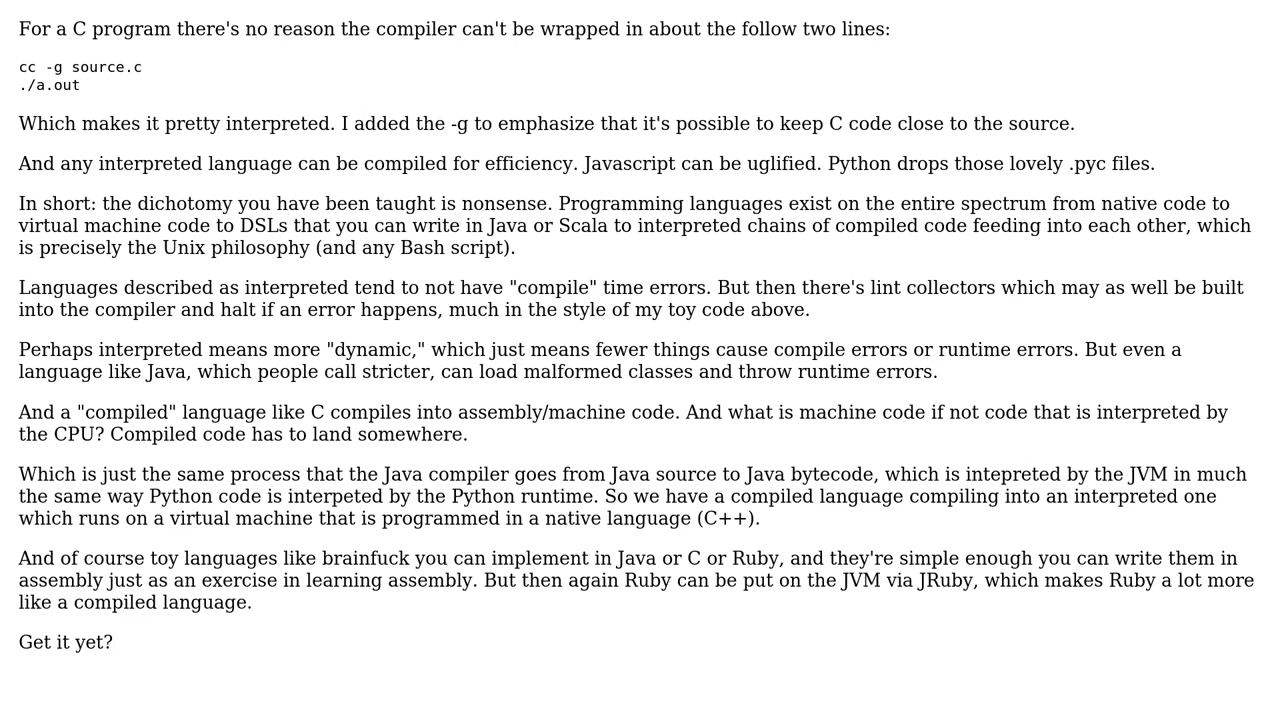 For a C program there's no reason the compiler can't be wrapped in about the follow two lines:
cc -g source.c
./a.out
Which makes it pretty interpreted. I added the -g to emphasize that it's possible to keep C code close to the source.
And any interpreted language can be compiled for efficiency. Javascript can be uglified. Python drops those lovely .pyc files.
In short: the dichotomy you have been taught is nonsense. Programming languages exist on the entire spectrum from native code to
virtual machine code to DSLs that you can write in Java or Scala to interpreted chains of compiled code feeding into each other, which
is precisely the Unix philosophy (and any Bash script).
Languages described as interpreted tend to not have "compile" time errors. But then there's lint collectors which may as well be built
into the compiler and halt if an error happens, much in the style of my toy code above.
Perhaps interpreted means more "dynamic," which just means fewer things cause compile errors or runtime errors. But even a
language like Java, which people call stricter, can load malformed classes and throw runtime errors.
And a "compiled" language like C compiles into assembly/machine code. And what is machine code if not code that is interpreted by
the CPU? Compiled code has to land somewhere.
Which is just the same process that the Java compiler goes from Java source to Java bytecode, which is intepreted by the JVM in much
the same way Python code is interpeted by the Python runtime. So we have a compiled language compiling into an interpreted one
which runs on a virtual machine that is programmed in a native language (C++).
And of course toy languages like brainfuck you can implement in Java or C or Ruby, and they're simple enough you can write them in
assembly just as an exercise in learning assembly. But then again Ruby can be put on the JVM via JRuby, which makes Ruby a lot more
like a compiled language.
Get it yet?